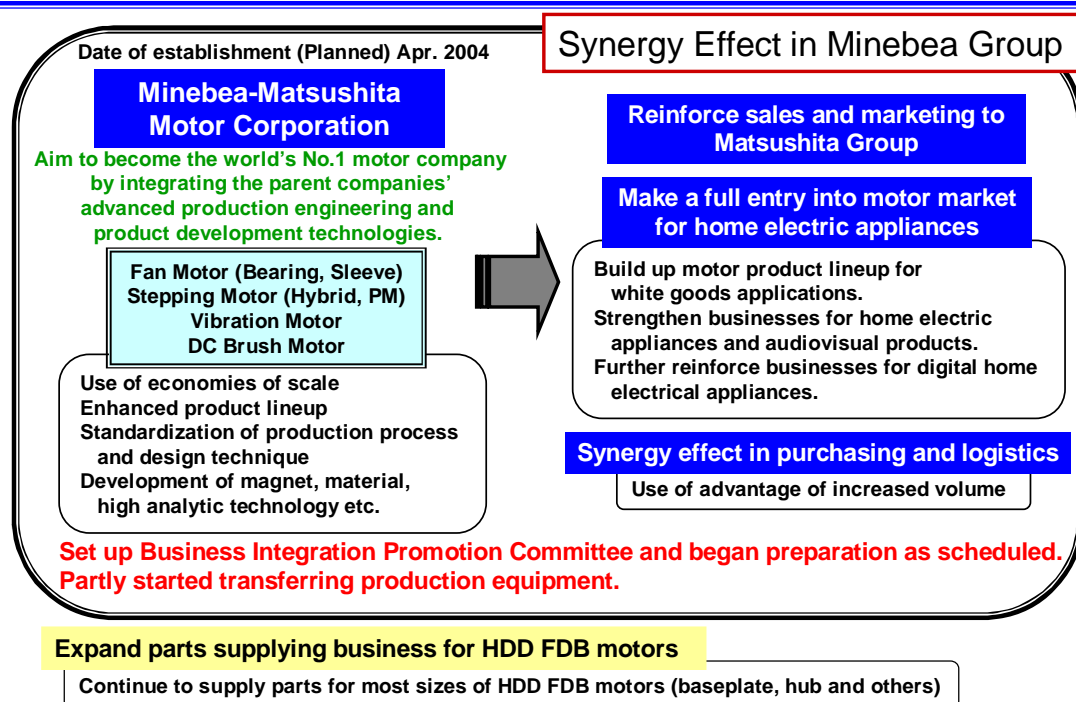 Synergy Effect in Minebea Group
Date of establishment (Planned) Apr. 2004
Minebea-Matsushita
Motor Corporation
Aim to become the world's No.1 motor company
by integrating the parent companies'
advanced production engineering and
product development technologies.
Fan Motor (Bearing, Sleeve)
Stepping Motor (Hybrid, PM)
Vibration Motor
DC Brush Motor
Use of economies of scale
Enhanced product lineup
Standardization of production process
and design technique
Development of magnet, material,
high analytic technology etc.
Reinforce sales and marketing to
Matsushita Group
Make a full entry into motor market
for home electric appliances
Build up motor product lineup for
white goods applications.
Strengthen businesses for home electric
appliances and audiovisual products.
Further reinforce businesses for digital home
electrical appliances.
Synergy effect in purchasing and logistics
Use of advantage of increased volume
Set up Business Integration Promotion Committee and began preparation as scheduled.
Partly started transferring production equipment.
Expand parts supplying business for HDD FDB motors
Continue to supply parts for most sizes of HDD FDB motors (baseplate, hub and others)